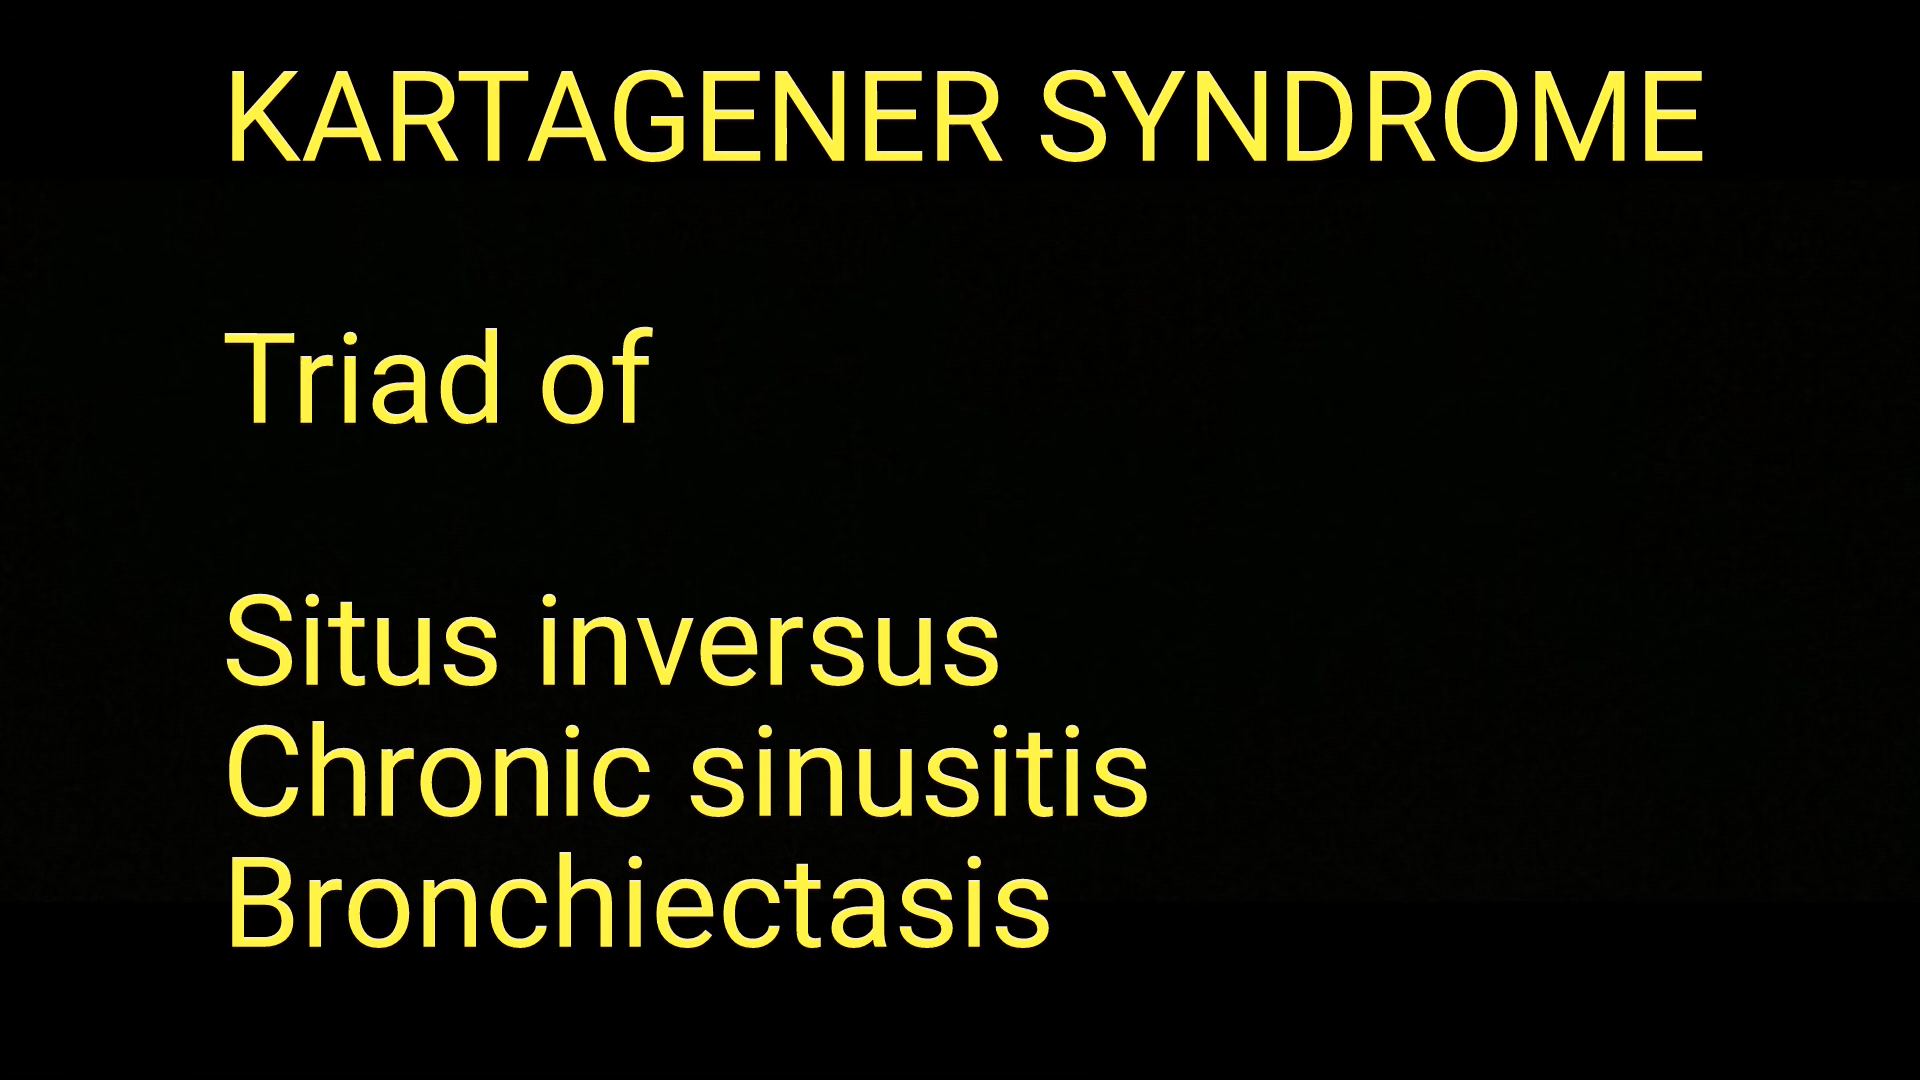 KARTAGENER SYNDROME
Triad of
Situs inversus
Chronic sinusitis
Bronchiectasis